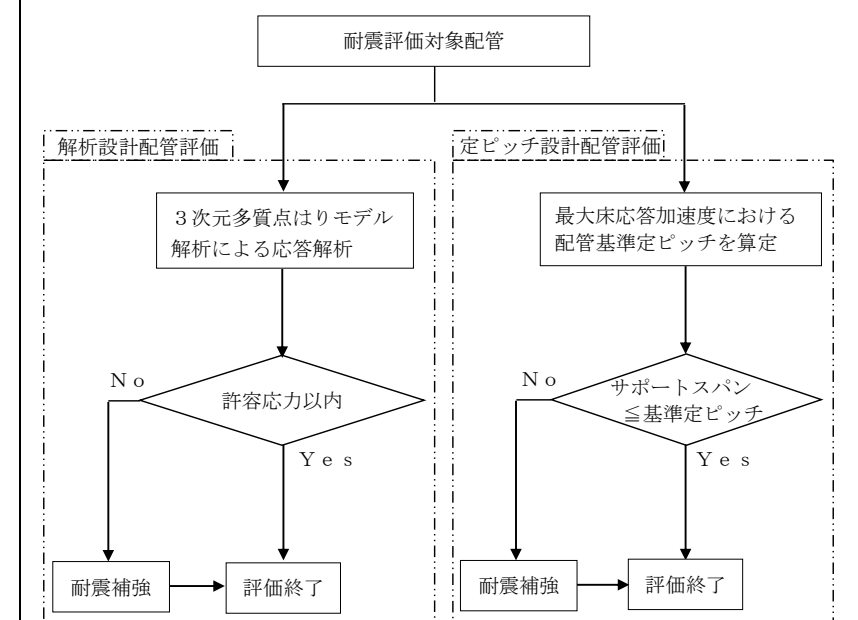 耐震評価対象配管
解析設計配管評価
３次元多質点はりモデル
解析による応答解析
許容応力以内
Ｎｏ
Ｙｅｓ
耐震補強
評価終了
定ピッチ設計配管評価
最大床応答加速度における
配管基準定ピッチを算定
サポートスパン
≦基準定ピッチ
Ｎｏ
Ｙｅｓ
耐震補強
評価終了